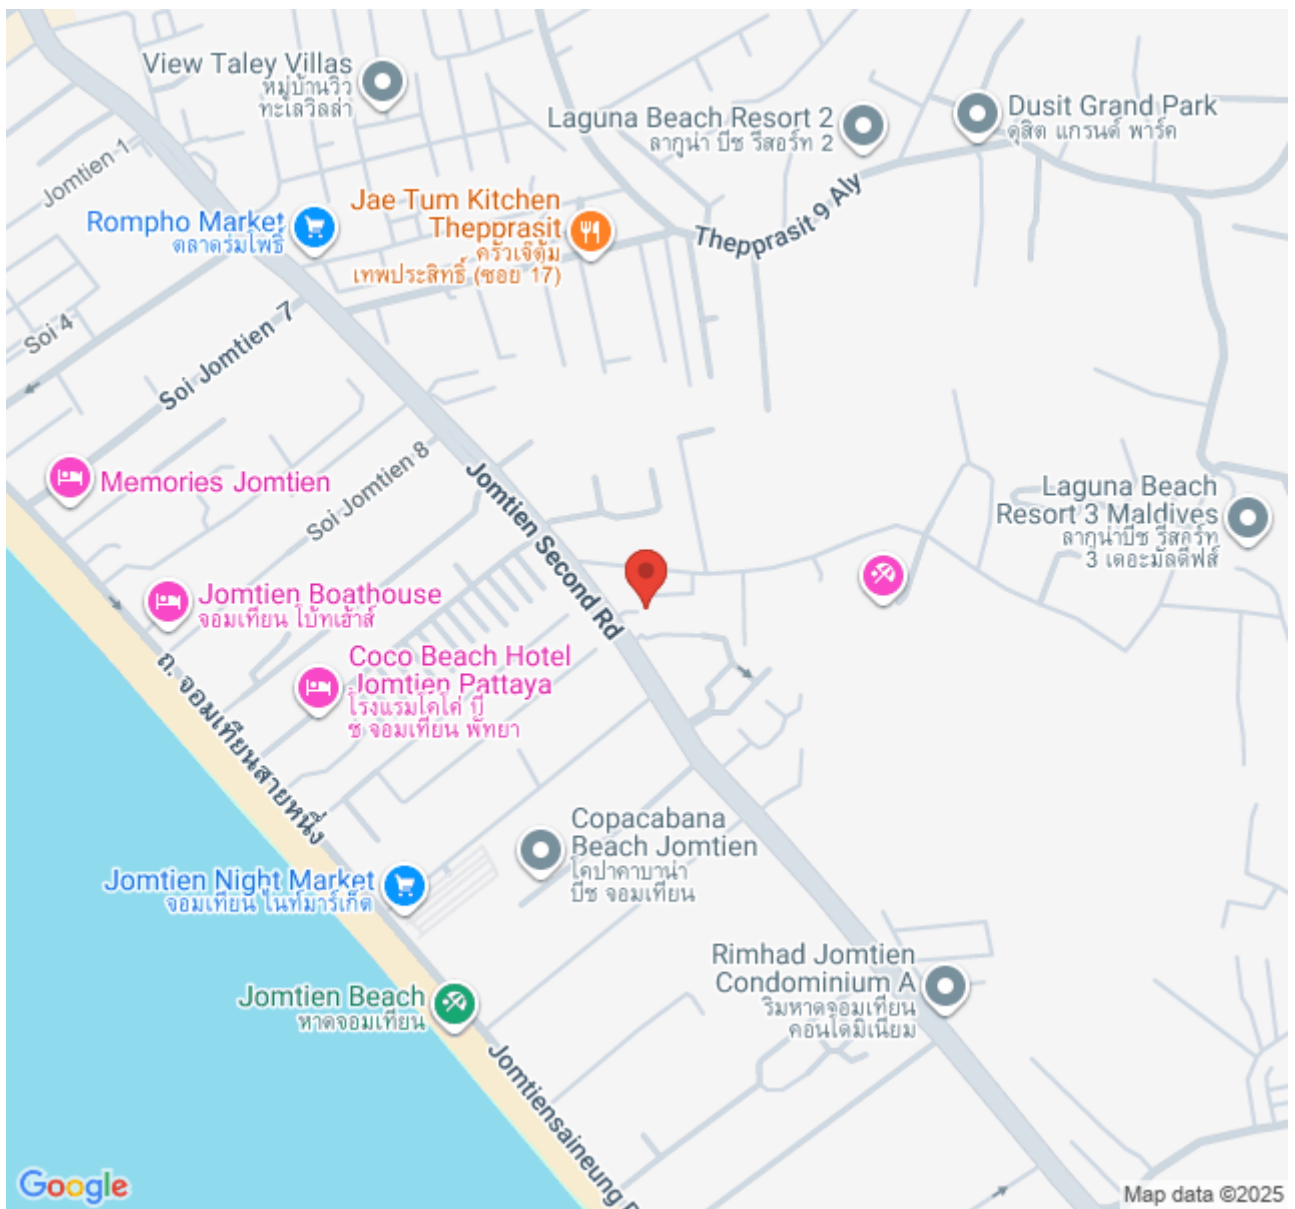 View Taley Villas
หมู่บ้านวิว
ทะเลวิลล่า
Laguna Beach Resort 2
ลากูน่า บีช รีสอร์ท 2
Dusit Grand Park
ดุสิต แกรนด์ พาร์ค
Jomtien 1
Thepprasit 9 Aly
Rompho Market
ตลาดร่มโพธิ์
Jae Tum Kitchen
Thepprasit
ครัวเจ๊ตุ้ม
เทพประสิทธิ์ (ซอย 17)
Soi 4
Soi Jomtien 7
Memories Jomtien
Soi Jomtien 8
Jomtien Second Rd
Laguna Beach
Resort 3 Maldives
ลากูน่าบีช รีสอร์ท
3 เดอะมัลดีฟส์
Jomtien Boathouse
จอมเทียน โบ๊ทเฮ้าส์
Coco Beach Hotel
Jomtien Pattaya
โรงแรมโคโค่ บี
ช จอมเทียน พัทยา
ถ. จอมเทียนสายหนึ่ง
Copacabana
Beach Jomtien
โคปาคาบาน่า
บีช จอมเทียน
Jomtien Night Market
จอมเทียน ไนท์มาร์เก็ต
Rimhad Jomtien
Condominium A
ริมหาดจอมเทียน
คอนโดมิเนียม
Jomtien Beach
หาดจอมเทียน
Jomtiensaineung
Google
Map data ©2025